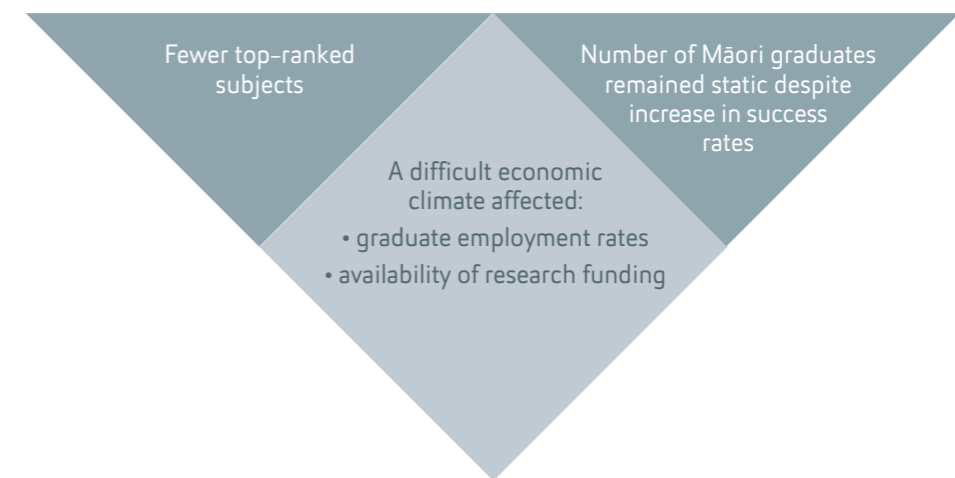 Fewer top-ranked
subjects
Number of Māori graduates
remained static despite
increase in success
rates
A difficult economic
climate affected:
• graduate employment rates
• availability of research funding